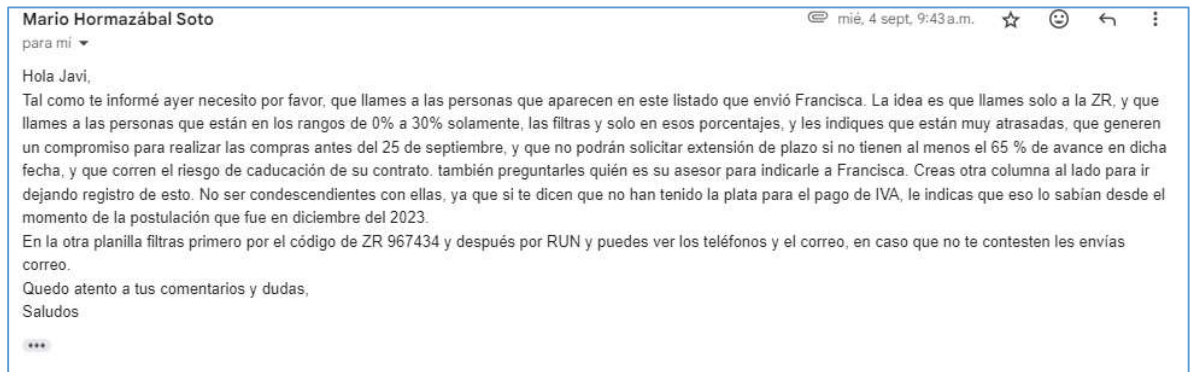 Mario Hormazábal Soto
mié, 4 sept, 9:43 a.m.
para mí
Hola Javi,
Tal como te informé ayer necesito por favor, que llames a las personas que aparecen en este listado que envió Francisca. La idea es que llames solo a la ZR, y que
llames a las personas que están en los rangos de 0% a 30% solamente, las filtras y solo en esos porcentajes, y les indiques que están muy atrasadas, que generen
un compromiso para realizar las compras antes del 25 de septiembre, y que no podrán solicitar extensión de plazo si no tienen al menos el 65 % de avance en dicha
fecha, y que corren el riesgo de caducación de su contrato. también preguntarles quién es su asesor para indicarle a Francisca. Creas otra columna al lado para ir
dejando registro de esto. No ser condescendientes con ellas, ya que si te dicen que no han tenido la plata para el pago de IVA, le indicas que eso lo sabían desde el
momento de la postulación que fue en diciembre del 2023.
En la otra planilla filtras primero por el código de ZR 967434 y después por RUN y puedes ver los teléfonos y el correo, en caso que no te contesten les envías
correo.
Quedo atento a tus comentarios y dudas,
Saludos